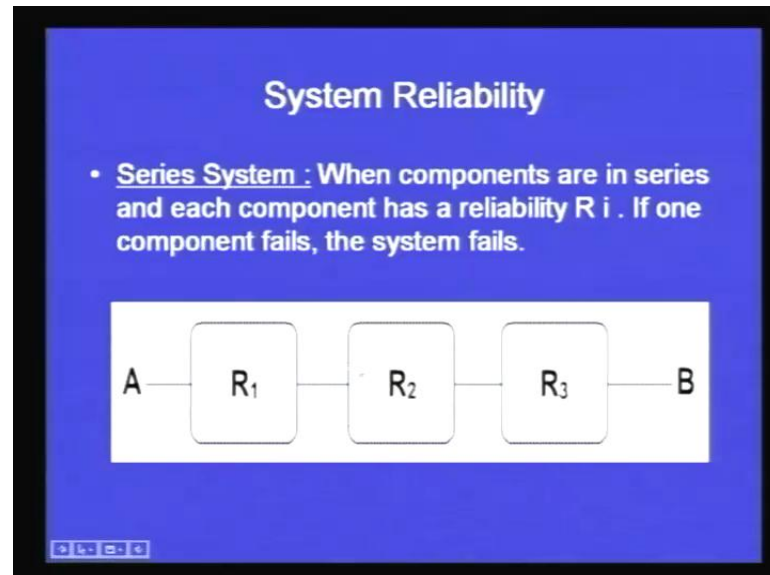 System Reliability
• Series System : When components are in series
and each component has a reliability R i . If one
component fails, the system fails.
A R₁ R₂ R₃ B